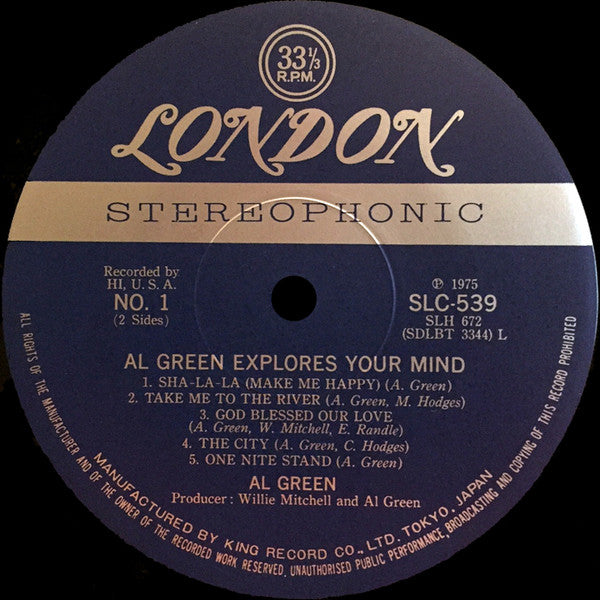 33 1/3
R.P.M.
LONDON
STEREOPHONIC
Recorded by
HI, U. S. A.
NO. 1
(2 Sides)
℗ 1975
SLC-539
SLH 672
(SDLBT 3344) L
AL GREEN EXPLORES YOUR MIND
1. SHA-LA-LA (MAKE ME HAPPY) (A. Green)
2. TAKE ME TO THE RIVER (A. Green, M. Hodges)
3. GOD BLESSED OUR LOVE
(A. Green, W. Mitchell, E. Randle)
4. THE CITY (A. Green, C. Hodges)
5. ONE NITE STAND (A. Green)
AL GREEN
Producer : Willie Mitchell and Al Green
MANUFACTURED BY KING RECORD CO., LTD. TOKYO, JAPAN
ALL RIGHTS OF THE MANUFACTURER AND OF THE OWNER OF THE RECORDED WORK RESERVED, UNAUTHORISED PUBLIC PERFORMANCE, BROADCASTING AND COPYING OF THIS RECORD PROHIBITED